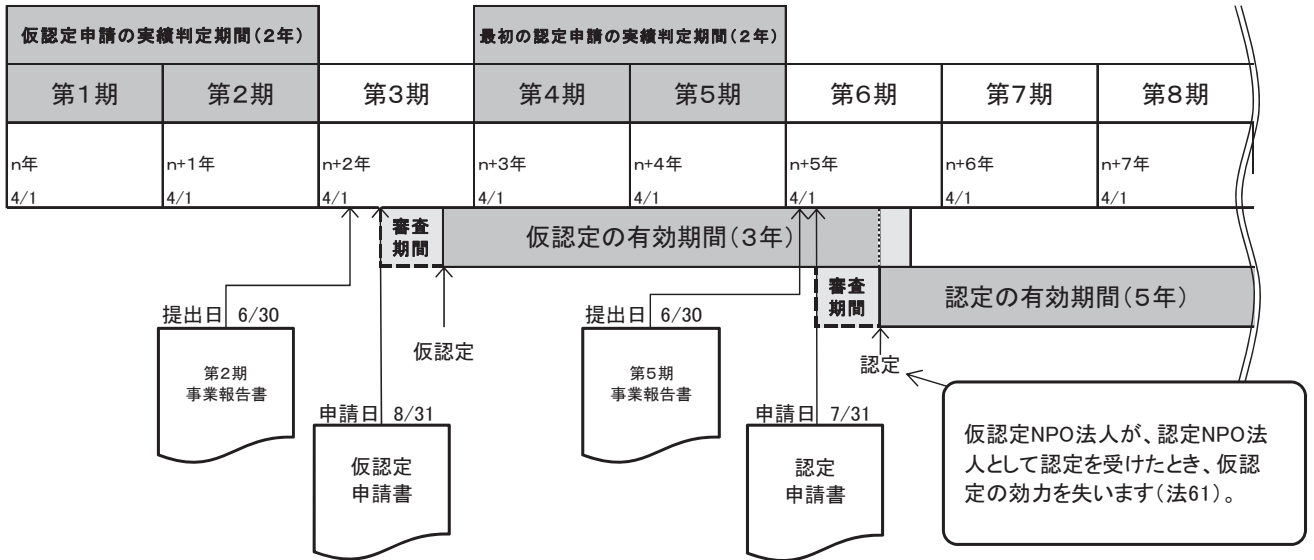 仮認定申請の実績判定期間(2年)
最初の認定申請の実績判定期間(2年)
第1期
第2期
第3期
第4期
第5期
第6期
第7期
第8期
n年
n+1年
n+2年
n+3年
n+4年
n+5年
n+6年
n+7年
4/1
4/1
4/1
4/1
4/1
4/1
4/1
4/1
審査
期間
仮認定の有効期間(3年)
審査
期間
認定の有効期間(5年)
提出日 6/30
第2期
事業報告書
仮認定
申請日 8/31
仮認定
申請書
提出日 6/30
第5期
事業報告書
認定
申請日 7/31
認定
申請書
仮認定NPO法人が、認定NPO法
人として認定を受けたとき、仮認
定の効力を失います(法61)。